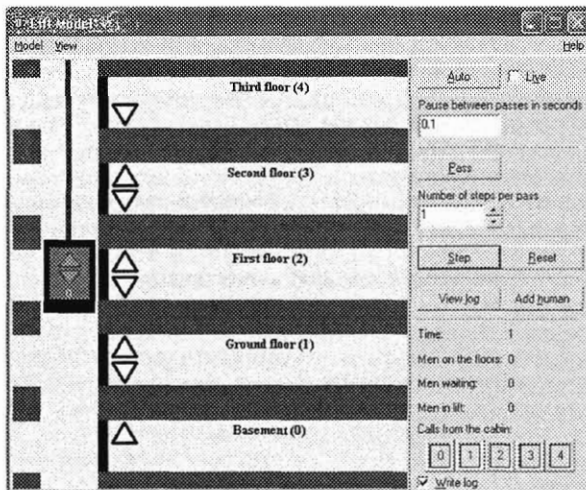 Lift Model
Model View Help
Third floor (4)
Second floor (3)
First floor (2)
Ground floor (1)
Basement (0)
0
Auto
Live
Pause between passes in seconds
0.1
Pass
Number of steps per pass
1
Step Reset
View log Add human
Time: 1
Men on the floors: 0
Men waiting: 0
Men in lift: 0
Calls from the cabin:
0 1 2 3 4
Write log